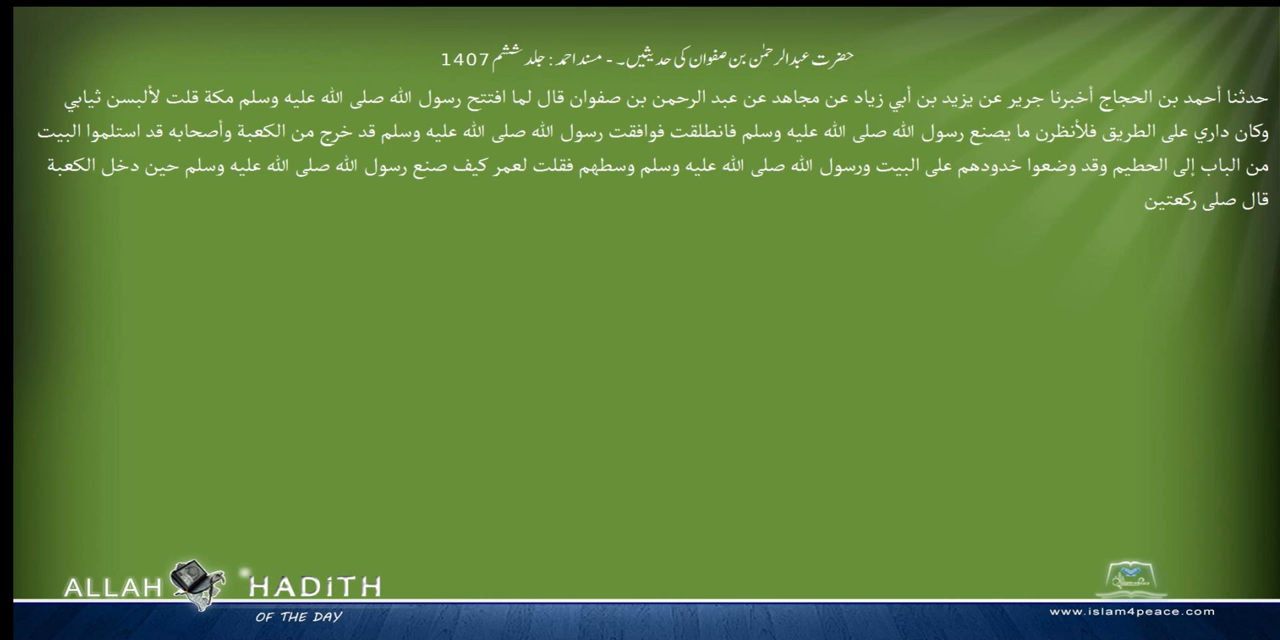 حضرت عبدالرحمٰن بن صفوان کی حدیثیں۔ - مسند احمد : جلد ششم 1407
حدثنا أحمد بن الحجاج أخبرنا جرير عن يزيد بن أبي زياد عن مجاهد عن عبد الرحمن بن صفوان قال لما افتتح رسول الله صلى الله عليه وسلم مكة قلت لألبسن ثيابي
وكان داري على الطريق فلأنظرن ما يصنع رسول الله صلى الله عليه وسلم فانطلقت فوافقت رسول الله صلى الله عليه وسلم قد خرج من الكعبة وأصحابه قد استلموا البيت
من الباب إلى الحطيم وقد وضعوا خدودهم على البيت ورسول الله صلى الله عليه وسلم وسطهم فقلت لعمر كيف صنع رسول الله صلى الله عليه وسلم حين دخل الكعبة
قال صلى ركعتين
ALLAH HADITH
OF THE DAY
www.islam4peace.com